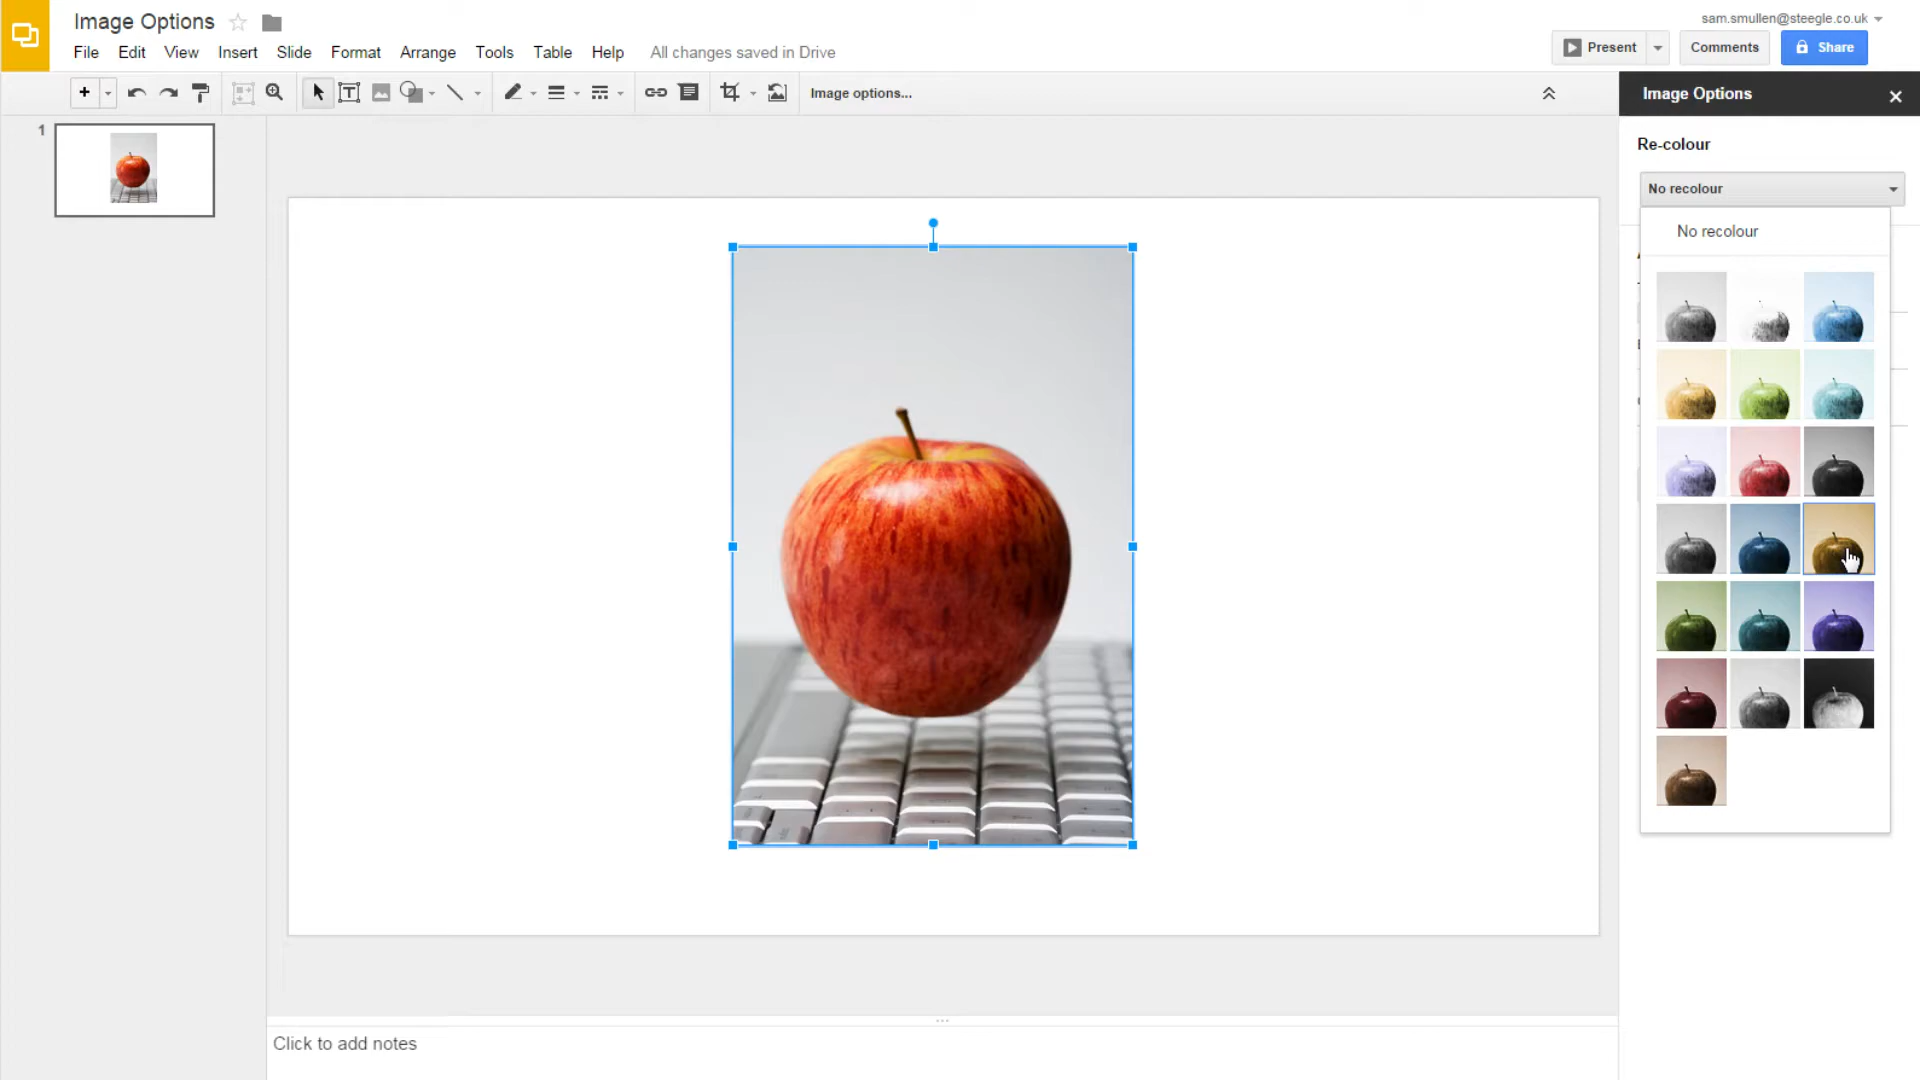 Image Options
sam.smullen@steegle.co.uk
File Edit View Insert Slide Format Arrange Tools Table Help All changes saved in Drive
Present Comments Share
Image options...
Image Options
1
Re-colour
No recolour
No recolour
Click to add notes